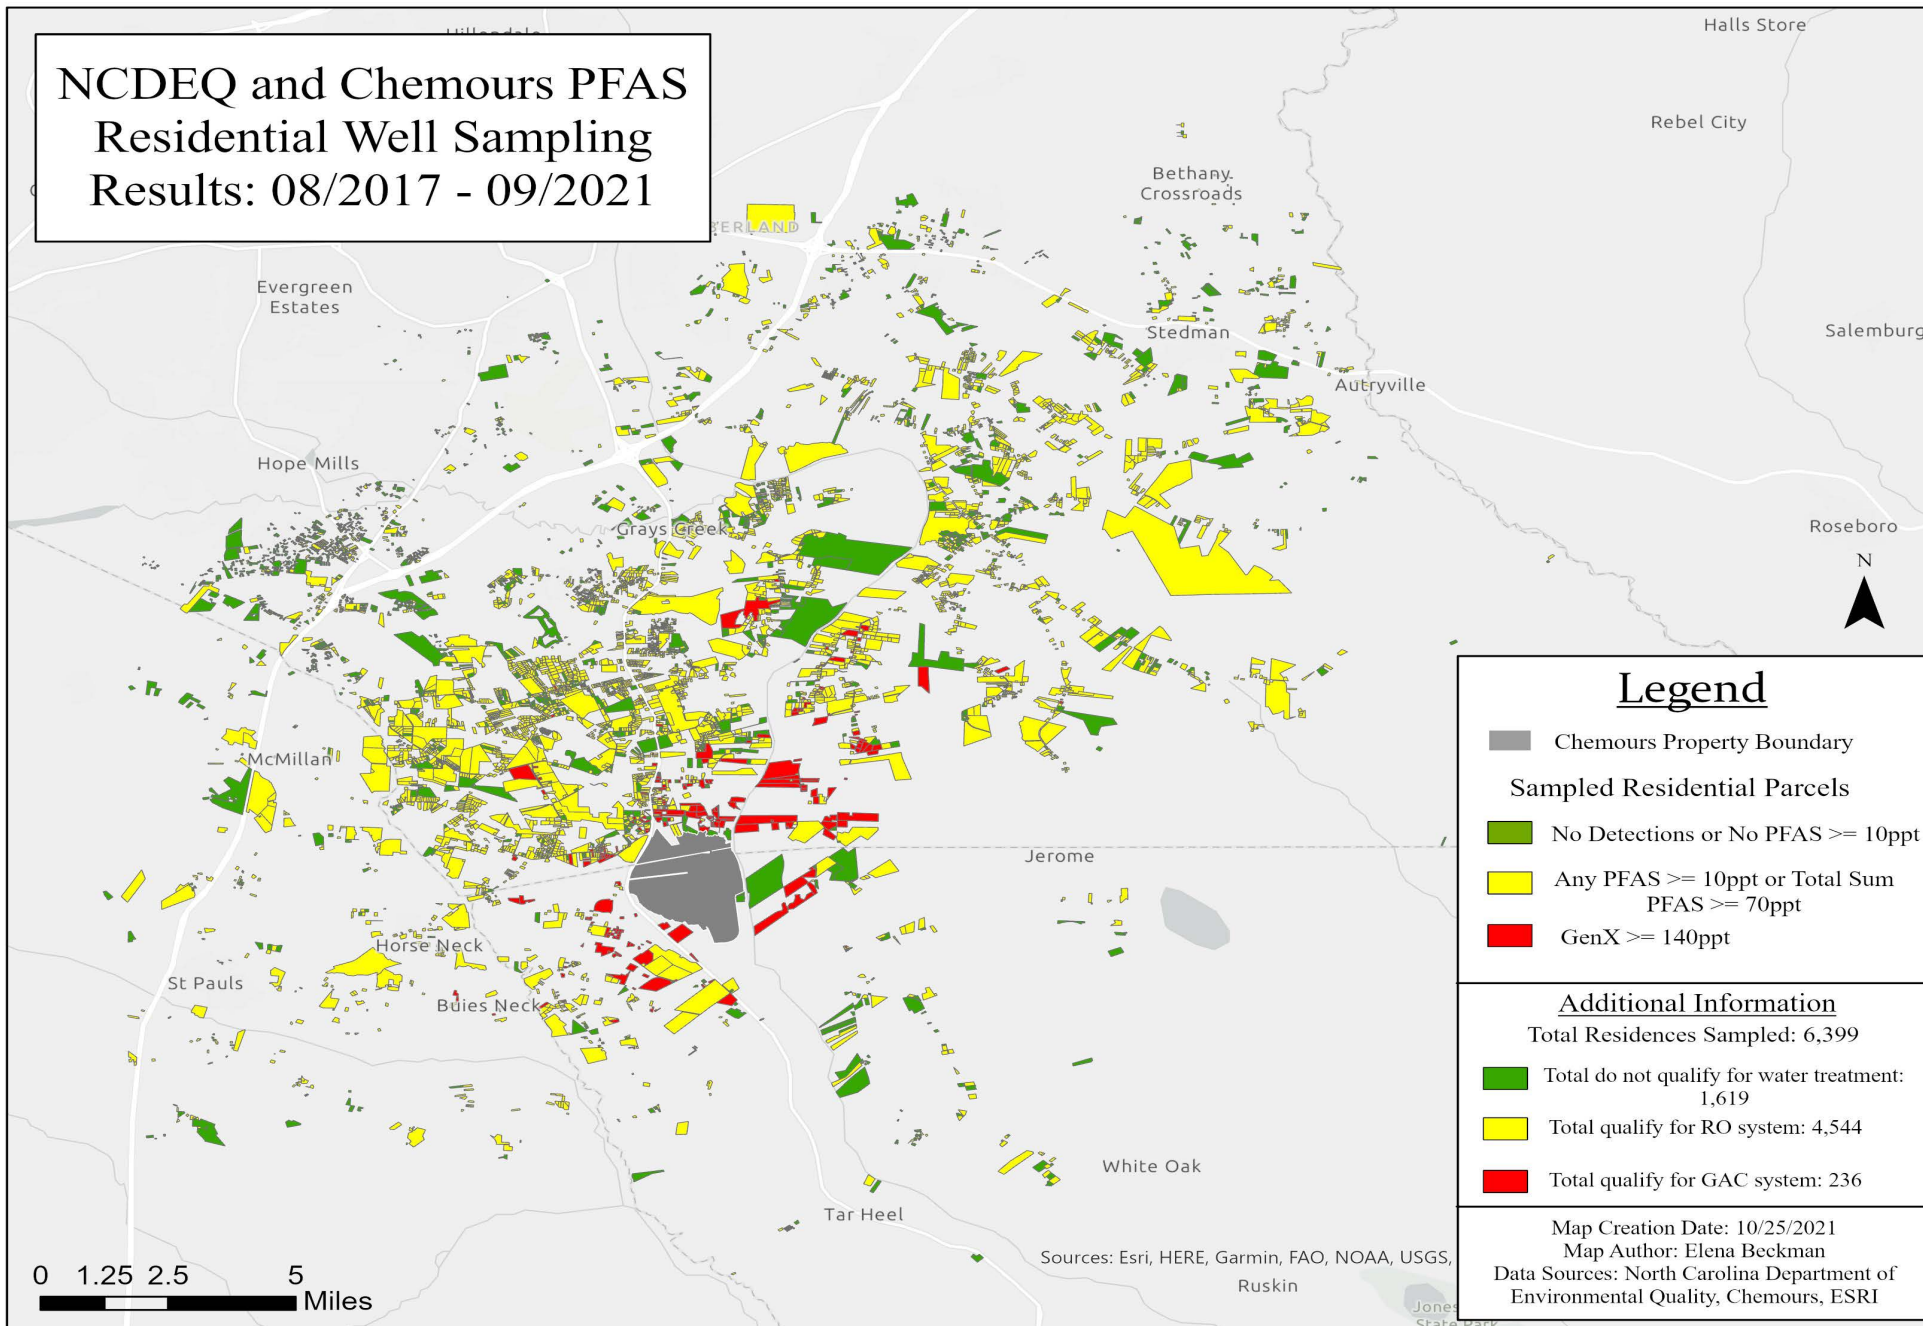 Halls Store
NCDEQ and Chemours PFAS
Residential Well Sampling
Results: 08/2017 - 09/2021
Rebel City
Bethany
Crossroads
BERLAND
Evergreen
Estates
Stedman
Salemburg
Autryville
Hope Mills
Grays Creek
Roseboro
N
McMillan
Jerome
Horse Neck
St Pauls
Buies Neck
White Oak
Tar Heel
Sources: Esri, HERE, Garmin, FAO, NOAA, USGS,
Ruskin
Jones
State Park
0 1.25 2.5 5
Miles
Legend
Chemours Property Boundary
Sampled Residential Parcels
No Detections or No PFAS >= 10ppt
Any PFAS >= 10ppt or Total Sum
PFAS >= 70ppt
GenX >= 140ppt
Additional Information
Total Residences Sampled: 6,399
Total do not qualify for water treatment:
1,619
Total qualify for RO system: 4,544
Total qualify for GAC system: 236
Map Creation Date: 10/25/2021
Map Author: Elena Beckman
Data Sources: North Carolina Department of
Environmental Quality, Chemours, ESRI